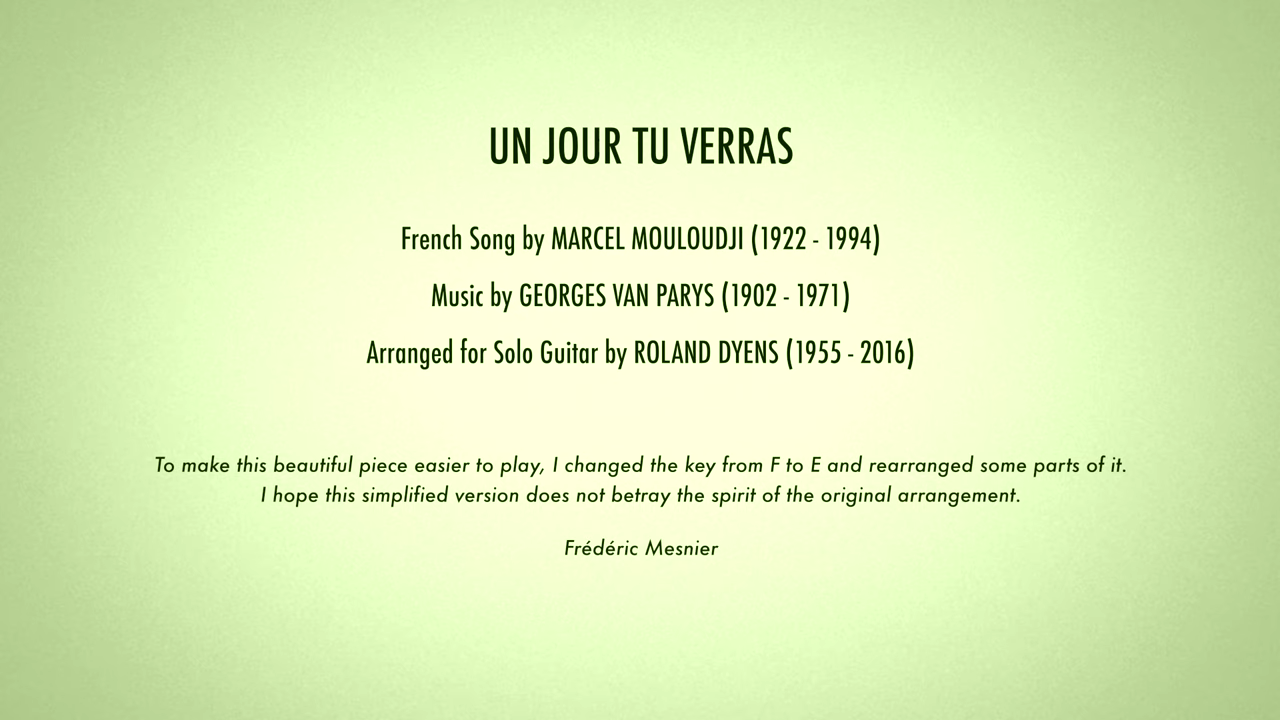 UN JOUR TU VERRAS
French Song by MARCEL MOULOUDJI (1922 - 1994)
Music by GEORGES VAN PARYS (1902 - 1971)
Arranged for Solo Guitar by ROLAND DYENS (1955 - 2016)
To make this beautiful piece easier to play, I changed the key from F to E and rearranged some parts of it.
I hope this simplified version does not betray the spirit of the original arrangement.
Frédéric Mesnier